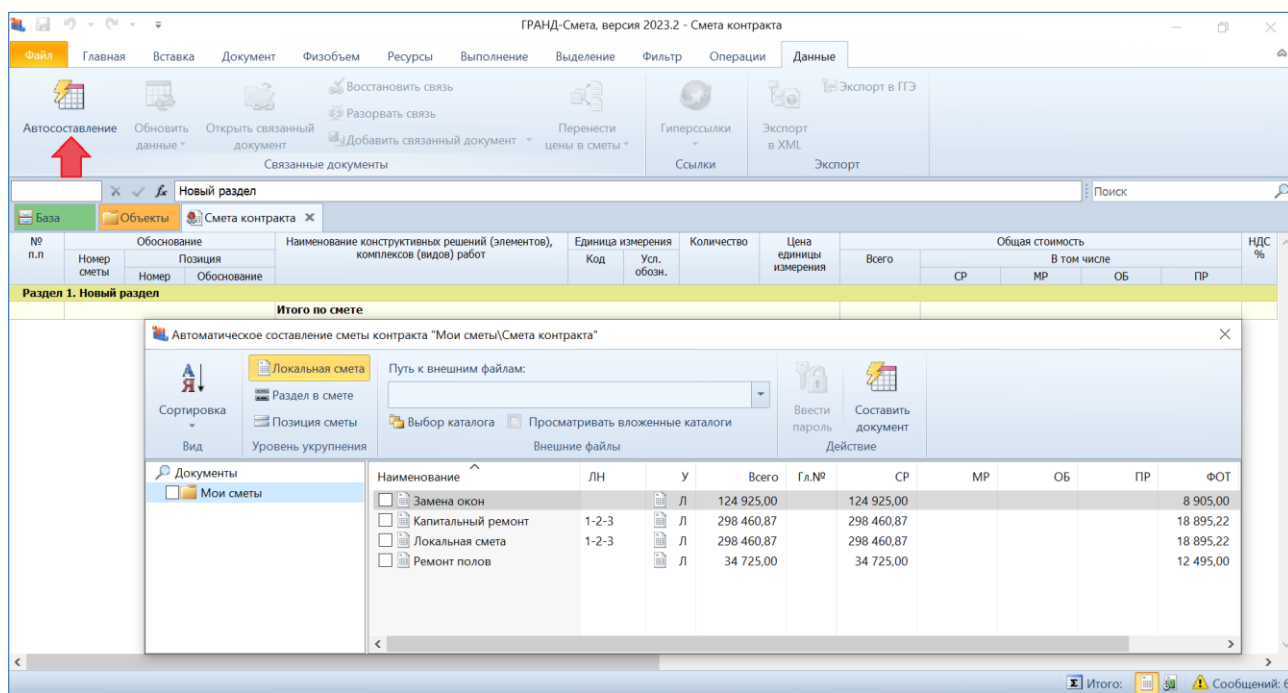 ГРАНД-Смета, версия 2023.2 - Смета контракта
Файл Главная Вставка Документ Физобъем Ресурсы Выполнение Выделение Фильтр Операции Данные
Автосоставление
Обновить данные
Открыть связанный документ
Восстановить связь
Разорвать связь
Добавить связанный документ
Перенести цены в сметы
Гиперссылки
Экспорт в XML
Экспорт в ГГЭ
Связанные документы Ссылки Экспорт
fx Новый раздел Поиск
База Объекты Смета контракта
№ п.п
Обоснование
Номер сметы
Позиция
Номер Обоснование
Наименование конструктивных решений (элементов), комплексов (видов) работ
Единица измерения
Код Усл. обозн.
Количество
Цена единицы измерения
Общая стоимость
Всего
В том числе
СР МР ОБ ПР
НДС %
Раздел 1. Новый раздел
Итого по смете
Автоматическое составление сметы контракта "Мои сметы\Смета контракта"
Сортировка
Вид
Локальная смета
Раздел в смете
Позиция сметы
Уровень укрупнения
Путь к внешним файлам:
Выбор каталога Просматривать вложенные каталоги
Внешние файлы
Ввести пароль
Составить документ
Действие
Документы
Мои сметы
Наименование ЛН У Всего Гл.№ СР МР ОБ ПР ФОТ
Замена окон Л 124 925,00 124 925,00 8 905,00
Капитальный ремонт 1-2-3 Л 298 460,87 298 460,87 18 895,22
Локальная смета 1-2-3 Л 298 460,87 298 460,87 18 895,22
Ремонт полов Л 34 725,00 34 725,00 12 495,00
Итого: Сообщений: